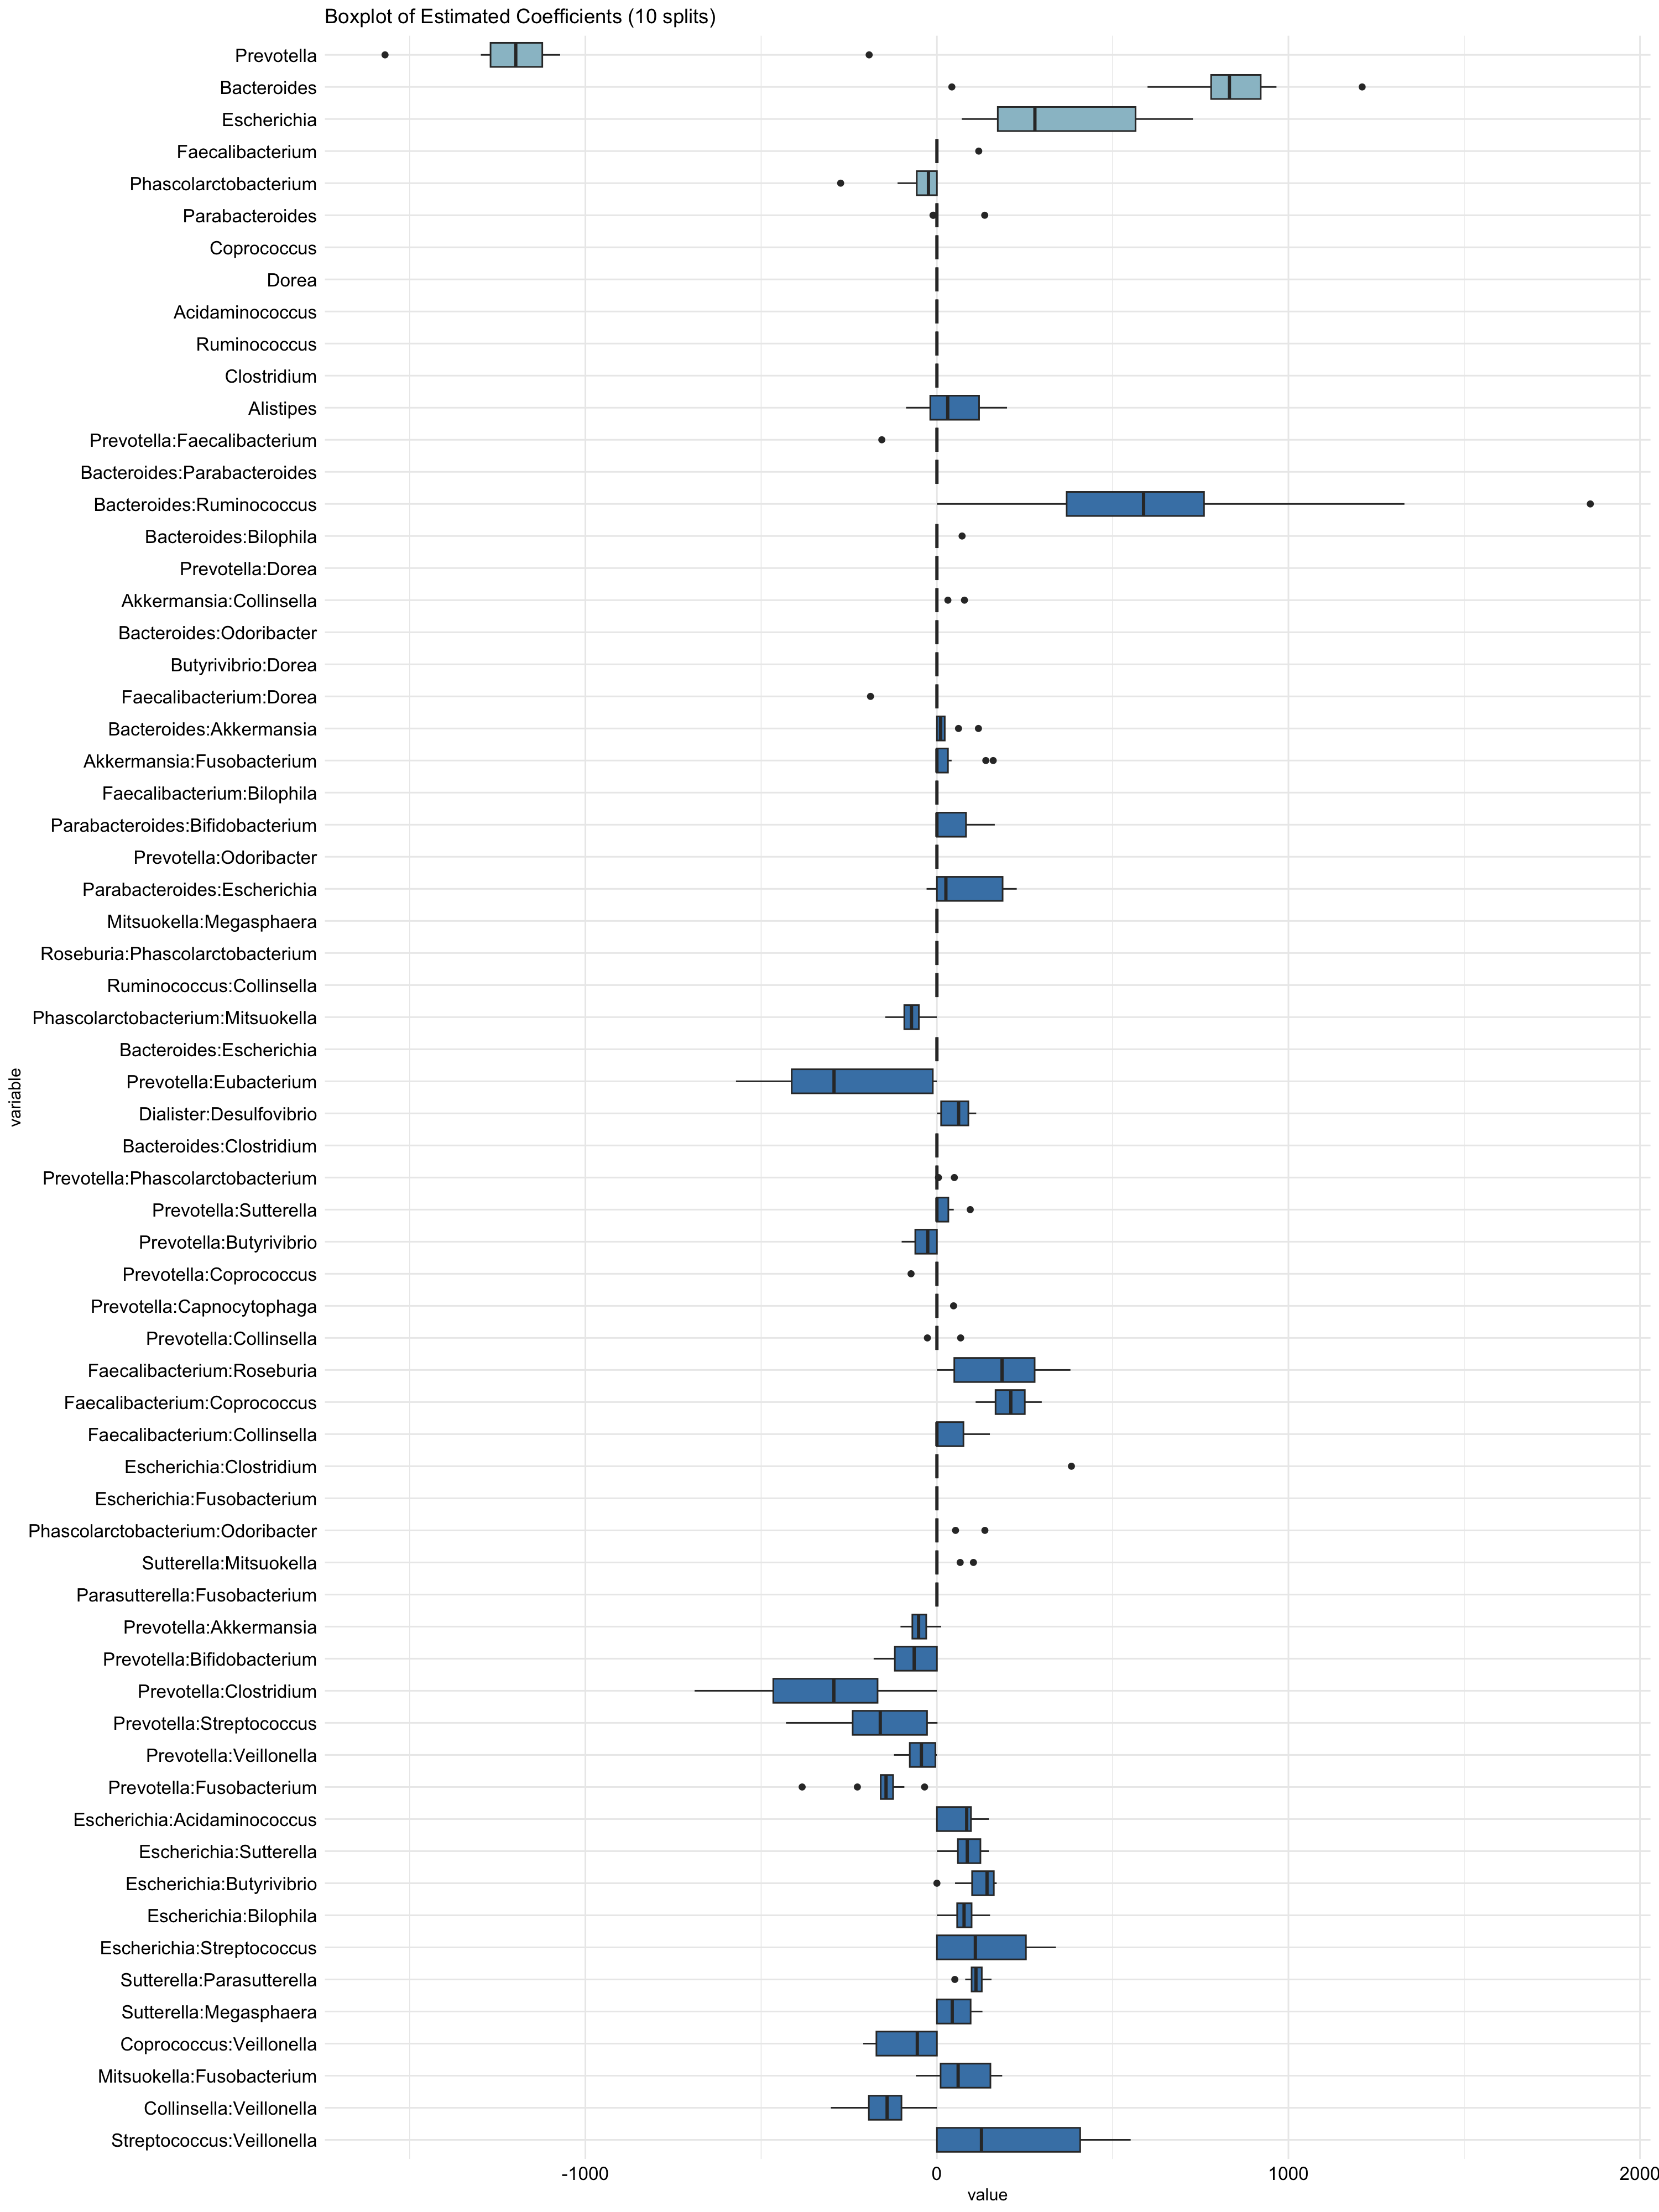 Boxplot of Estimated Coefficients (10 splits)
Prevotella
Bacteroides
Escherichia
Faecalibacterium
Phascolarctobacterium
Parabacteroides
Coprococcus
Dorea
Acidaminococcus
Ruminococcus
Clostridium
Alistipes
Prevotella:Faecalibacterium
Bacteroides:Parabacteroides
Bacteroides:Ruminococcus
Bacteroides:Bilophila
Prevotella:Dorea
Akkermansia:Collinsella
Bacteroides:Odoribacter
Butyrivibrio:Dorea
Faecalibacterium:Dorea
Bacteroides:Akkermansia
Akkermansia:Fusobacterium
Faecalibacterium:Bilophila
Parabacteroides:Bifidobacterium
Prevotella:Odoribacter
Parabacteroides:Escherichia
Mitsuokella:Megasphaera
Roseburia:Phascolarctobacterium
Ruminococcus:Collinsella
Phascolarctobacterium:Mitsuokella
Bacteroides:Escherichia
Prevotella:Eubacterium
Dialister:Desulfovibrio
Bacteroides:Clostridium
Prevotella:Phascolarctobacterium
Prevotella:Sutterella
Prevotella:Butyrivibrio
Prevotella:Coprococcus
Prevotella:Capnocytophaga
Prevotella:Collinsella
Faecalibacterium:Roseburia
Faecalibacterium:Coprococcus
Faecalibacterium:Collinsella
Escherichia:Clostridium
Escherichia:Fusobacterium
Phascolarctobacterium:Odoribacter
Sutterella:Mitsuokella
Parasutterella:Fusobacterium
Prevotella:Akkermansia
Prevotella:Bifidobacterium
Prevotella:Clostridium
Prevotella:Streptococcus
Prevotella:Veillonella
Prevotella:Fusobacterium
Escherichia:Acidaminococcus
Escherichia:Sutterella
Escherichia:Butyrivibrio
Escherichia:Bilophila
Escherichia:Streptococcus
Sutterella:Parasutterella
Sutterella:Megasphaera
Coprococcus:Veillonella
Mitsuokella:Fusobacterium
Collinsella:Veillonella
Streptococcus:Veillonella
variable
-1000 0 1000 2000
value